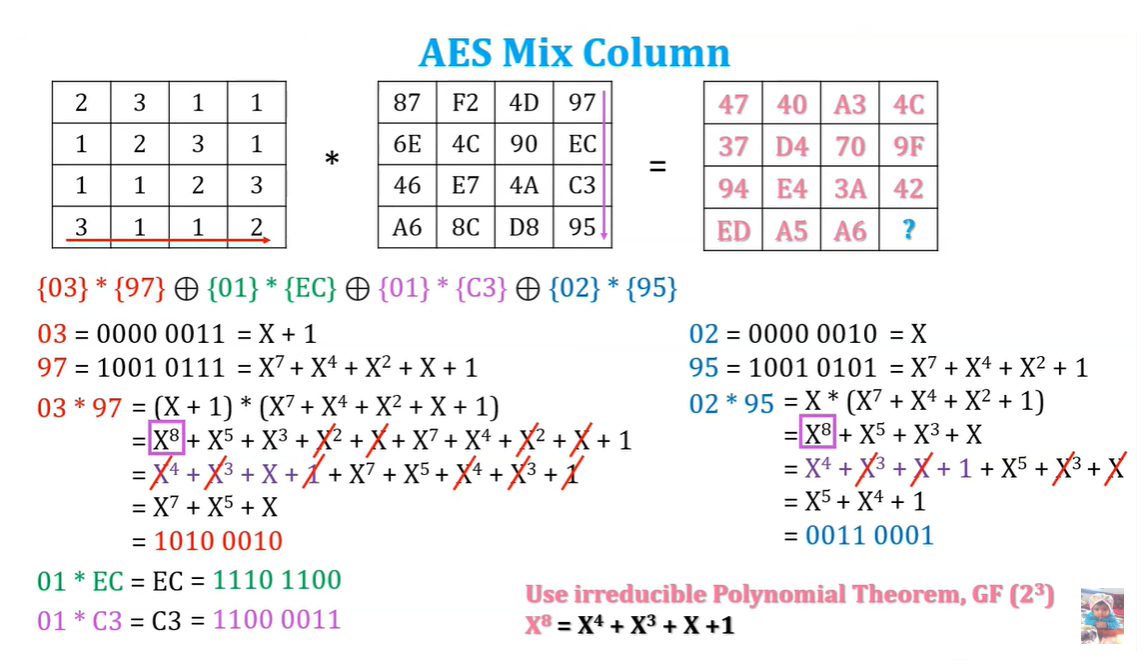 AES Mix Column
2 3 1 1
1 2 3 1
1 1 2 3
3 1 1 2
*
87 F2 4D 97
6E 4C 90 EC
46 E7 4A C3
A6 8C D8 95
=
47 40 A3 4C
37 D4 70 9F
94 E4 3A 42
ED A5 A6 ?
{03} * {97} ⊕ {01} * {EC} ⊕ {01} * {C3} ⊕ {02} * {95}
03 = 0000 0011 = X + 1
97 = 1001 0111 = X⁷ + X⁴ + X² + X + 1
03 * 97 = (X + 1) * (X⁷ + X⁴ + X² + X + 1)
= X⁸ + X⁵ + X³ + X² + X + X⁷ + X⁴ + X² + X + 1
= X⁴ + X³ + X + 1 + X⁷ + X⁵ + X⁴ + X³ + 1
= X⁷ + X⁵ + X
= 1010 0010
01 * EC = EC = 1110 1100
01 * C3 = C3 = 1100 0011
02 = 0000 0010 = X
95 = 1001 0101 = X⁷ + X⁴ + X² + 1
02 * 95 = X * (X⁷ + X⁴ + X² + 1)
= X⁸ + X⁵ + X³ + X
= X⁴ + X³ + X + 1 + X⁵ + X³ + X
= X⁵ + X⁴ + 1
= 0011 0001
Use irreducible Polynomial Theorem, GF (2³)
X⁸ = X⁴ + X³ + X +1